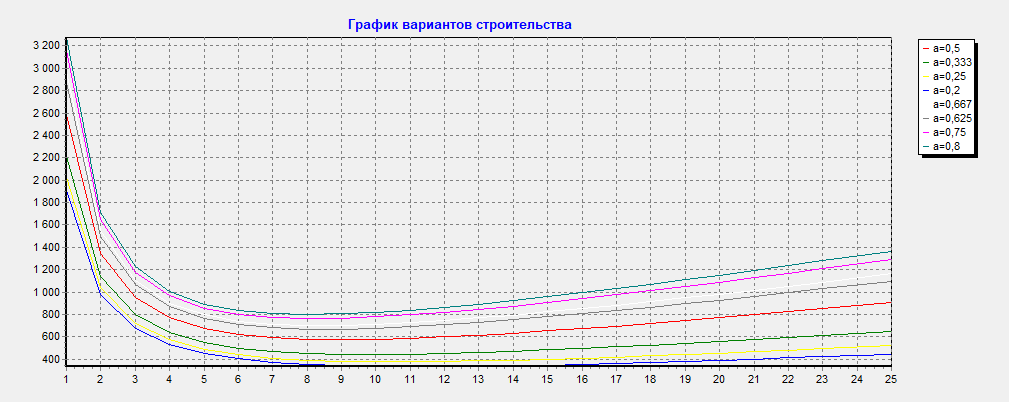 График вариантов строительства
3 200
3 000
2 800
2 600
2 400
2 200
2 000
1 800
1 600
1 400
1 200
1 000
800
600
400
1 2 3 4 5 6 7 8 9 10 11 12 13 14 15 16 17 18 19 20 21 22 23 24 25
a=0,5
a=0,333
a=0,25
a=0,2
a=0,667
a=0,625
a=0,75
a=0,8